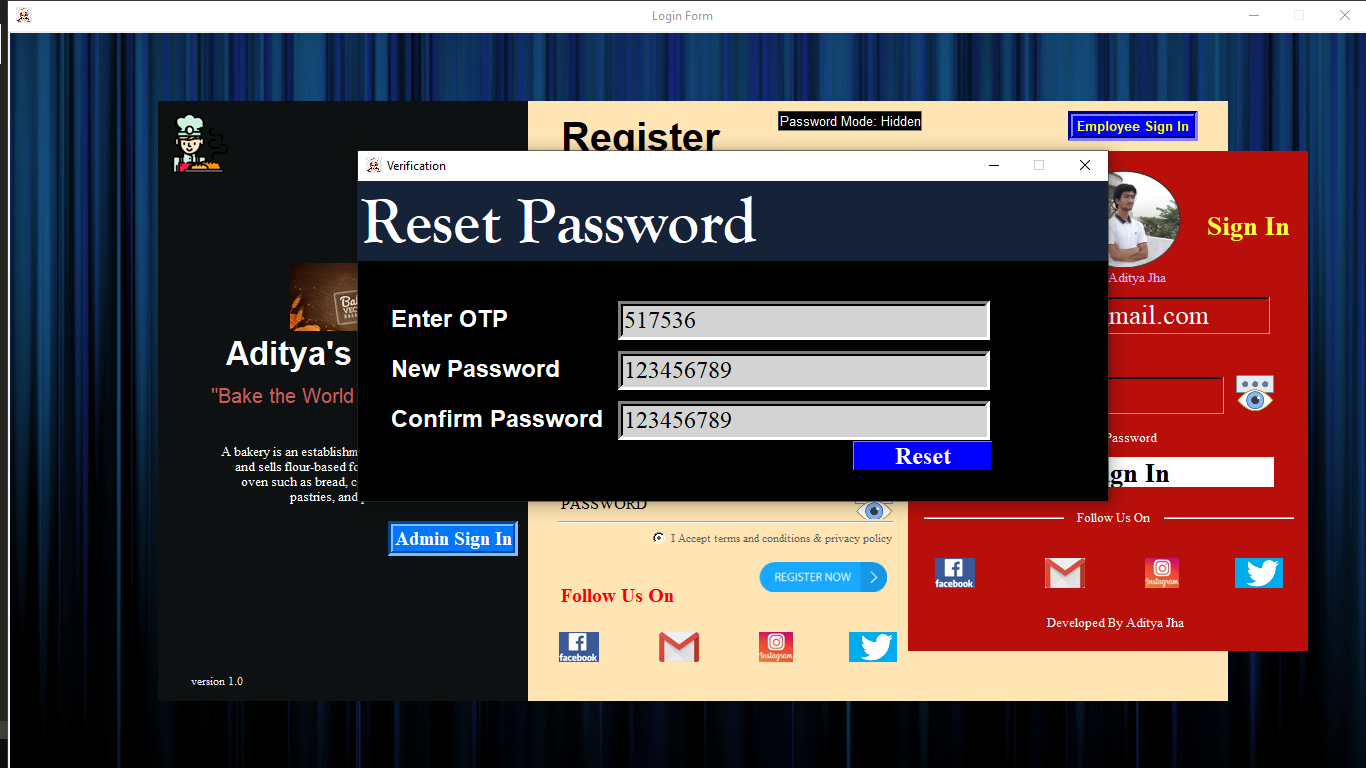 Login Form
Password Mode: Hidden
Employee Sign In
Register
Verification
Reset Password
Enter OTP
517536
New Password
123456789
Confirm Password
123456789
Reset
Aditya's
"Bake the World
A bakery is an establishm
and sells flour-based fo
oven such as bread, c
pastries, and
Admin Sign In
version 1.0
PASSWORD
I Accept terms and conditions & privacy policy
REGISTER NOW
Follow Us On
facebook
Instagram
Sign In
Aditya Jha
mail.com
Password
gn In
Follow Us On
facebook
Instagram
Developed By Aditya Jha